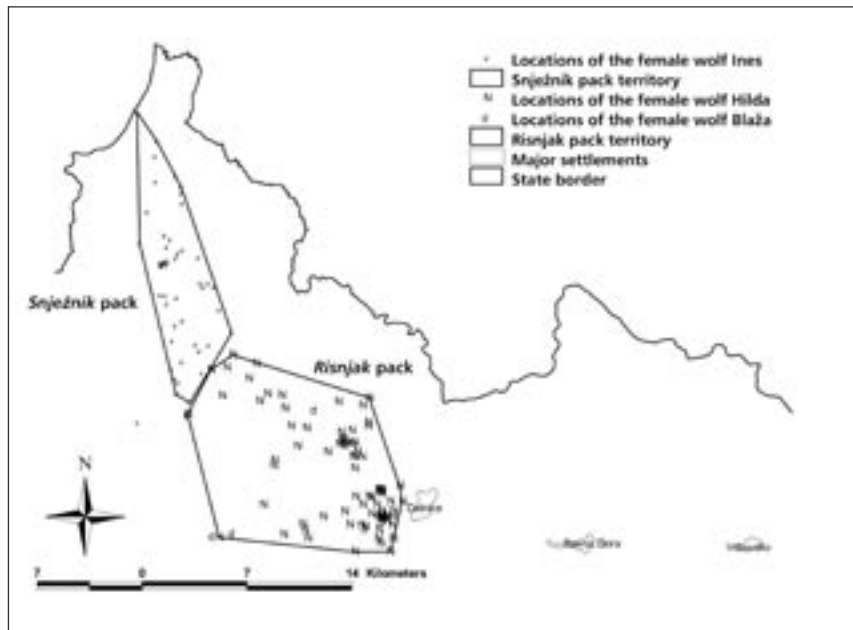 Locations of the female wolf Ines
Snježnik pack territory
N Locations of the female wolf Hilda
d Locations of the female wolf Blaža
Risnjak pack territory
Major settlements
State border
Snježnik pack
Risnjak pack
N
7 0 7 14 Kilometers